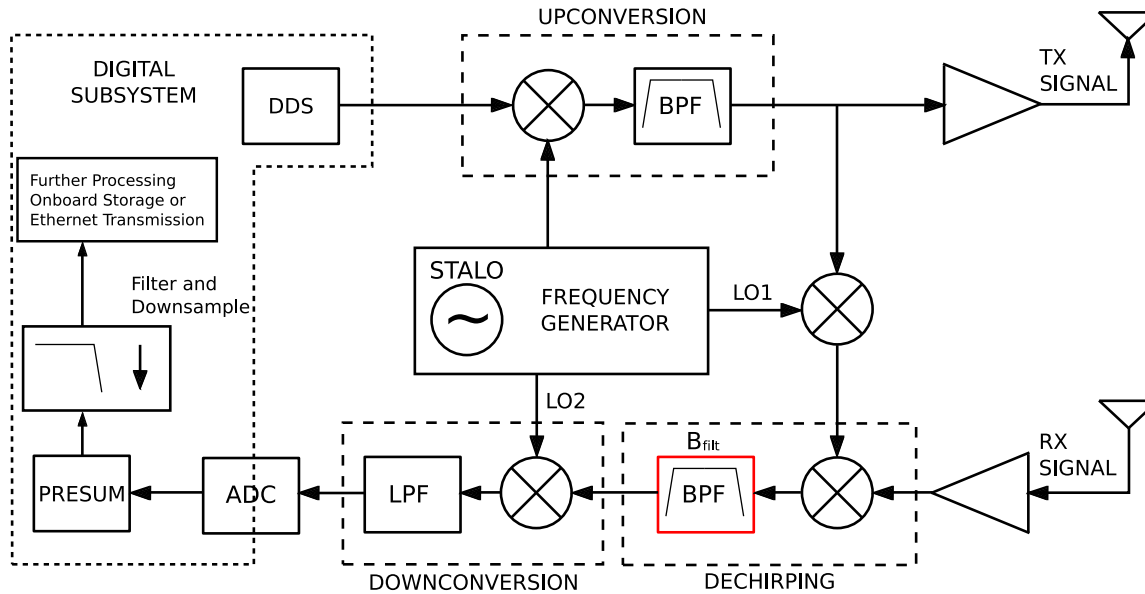 UPCONVERSION
DIGITAL
SUBSYSTEM
DDS
BPF
TX
SIGNAL
Further Processing
Onboard Storage or
Ethernet Transmission
Filter and
Downsample
STALO
~
FREQUENCY
GENERATOR
LO1
LO2
Bfilt
RX
SIGNAL
PRESUM
ADC
LPF
BPF
DOWNCONVERSION
DECHIRPING